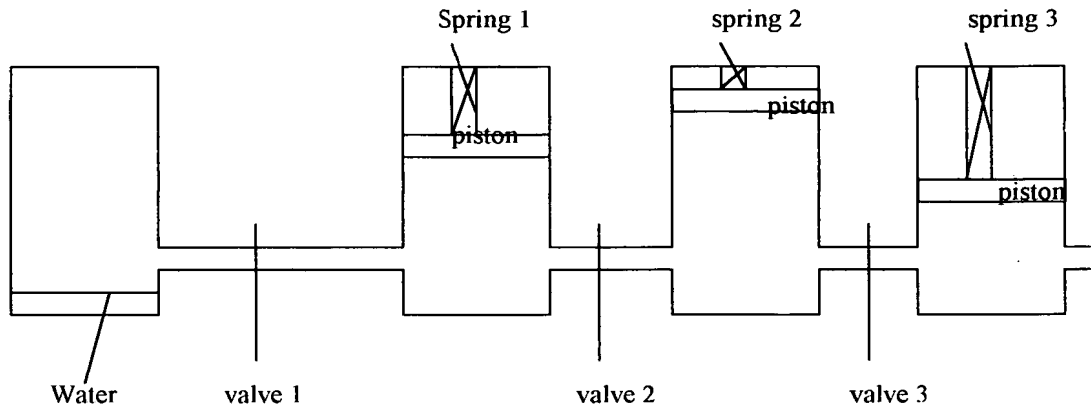 Spring 1
spring 2
spring 3
piston
piston
piston
Water
valve 1
valve 2
valve 3